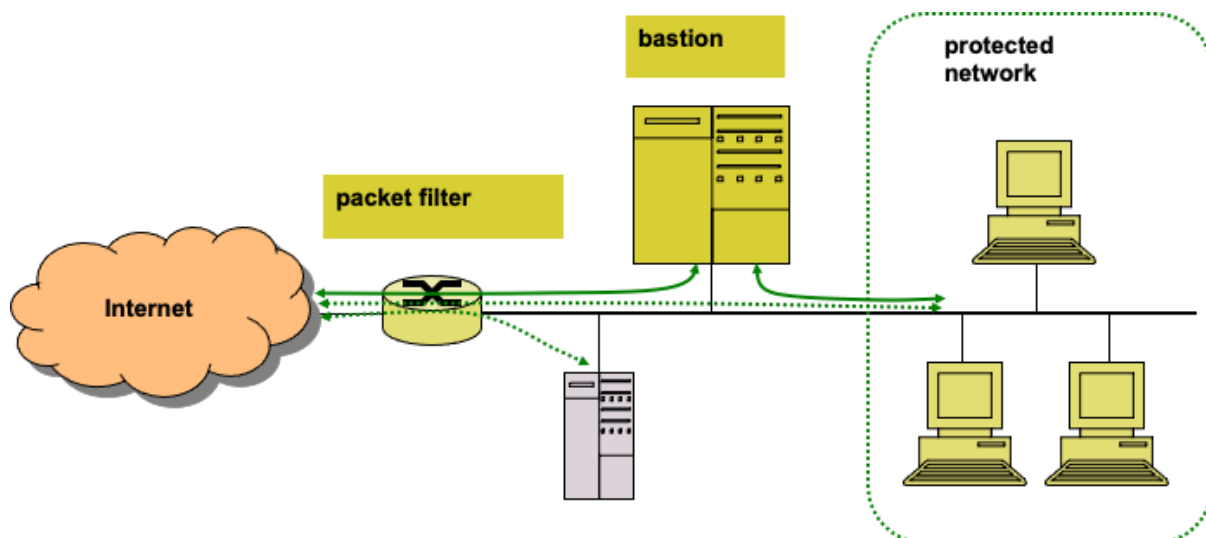 bastion
protected
network
packet filter
Internet